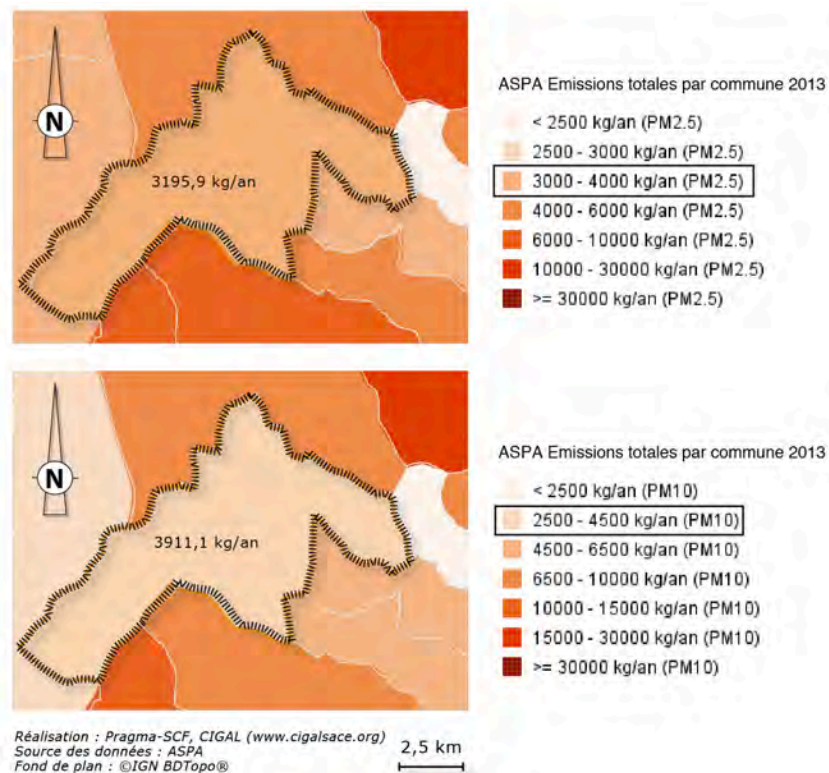 N
3195,9 kg/an
ASPA Emissions totales par commune 2013
< 2500 kg/an (PM2.5)
2500 - 3000 kg/an (PM2.5)
3000 - 4000 kg/an (PM2.5)
4000 - 6000 kg/an (PM2.5)
6000 - 10000 kg/an (PM2.5)
10000 - 30000 kg/an (PM2.5)
>= 30000 kg/an (PM2.5)
N
3911,1 kg/an
ASPA Emissions totales par commune 2013
< 2500 kg/an (PM10)
2500 - 4500 kg/an (PM10)
4500 - 6500 kg/an (PM10)
6500 - 10000 kg/an (PM10)
10000 - 15000 kg/an (PM10)
15000 - 30000 kg/an (PM10)
>= 30000 kg/an (PM10)
Réalisation : Pragma-SCF, CIGAL (www.cigalsace.org)
Source des données : ASPA
Fond de plan : ©IGN BDTopo®
2,5 km